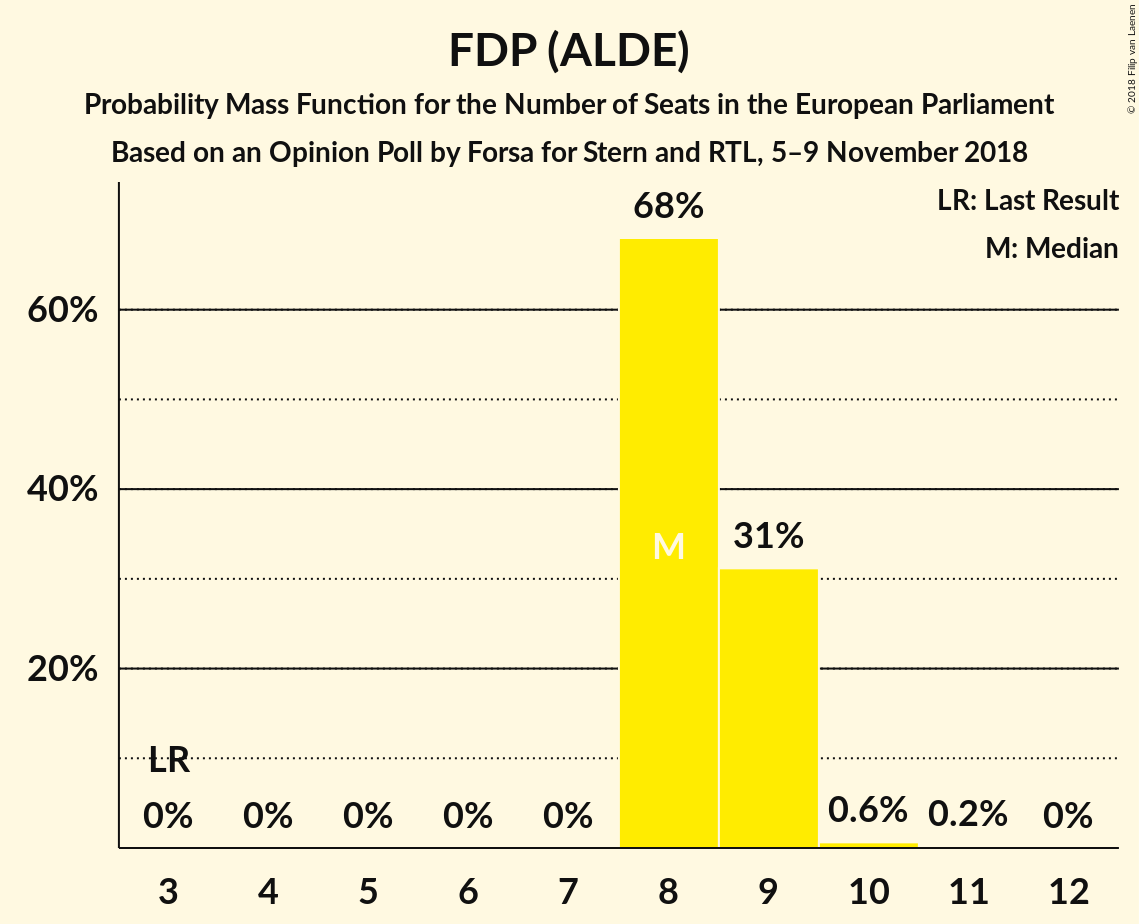 FDP (ALDE)
Probability Mass Function for the Number of Seats in the European Parliament
Based on an Opinion Poll by Forsa for Stern and RTL, 5–9 November 2018
© 2018 Filip van Laenen
LR: Last Result
M: Median
68%
60%
40%
M
31%
20%
LR
0% 0% 0% 0% 0% 0.6% 0.2% 0%
3 4 5 6 7 8 9 10 11 12